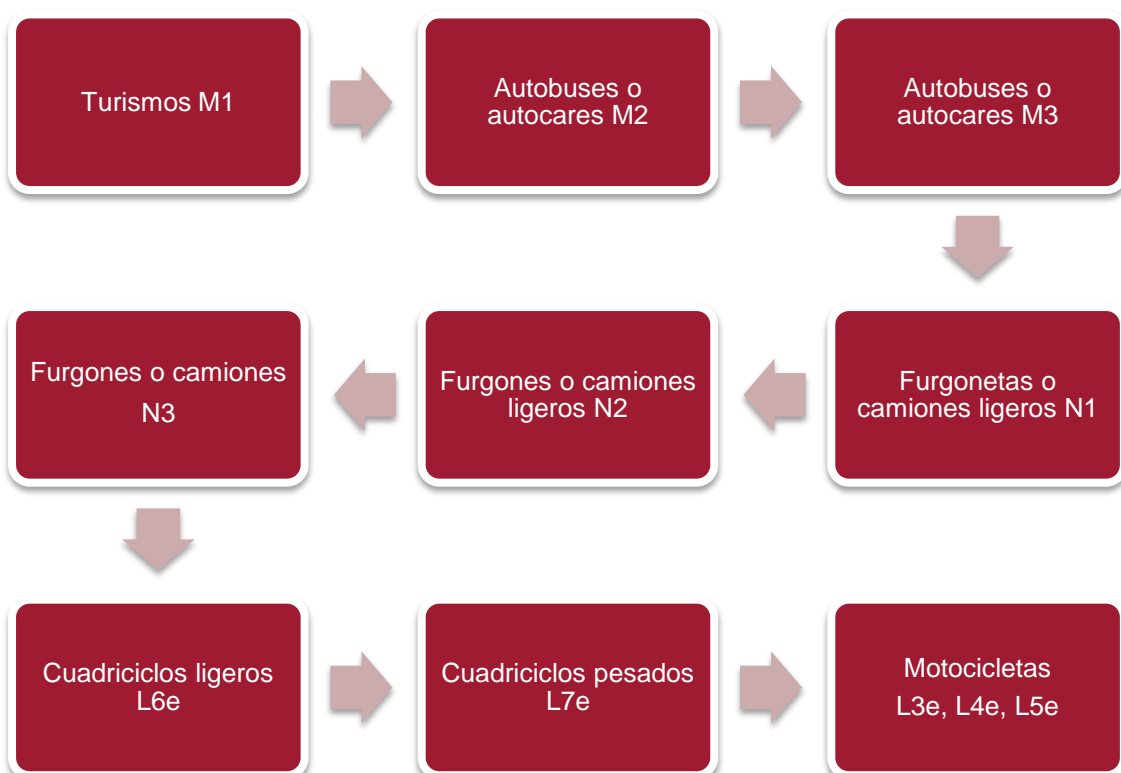 Turismos M1
Autobuses o
autocares M2
Autobuses o
autocares M3
Furgonetas o
camiones ligeros N1
Furgones o camiones
ligeros N2
Furgones o camiones
N3
Cuadriciclos ligeros
L6e
Cuadriciclos pesados
L7e
Motocicletas
L3e, L4e, L5e